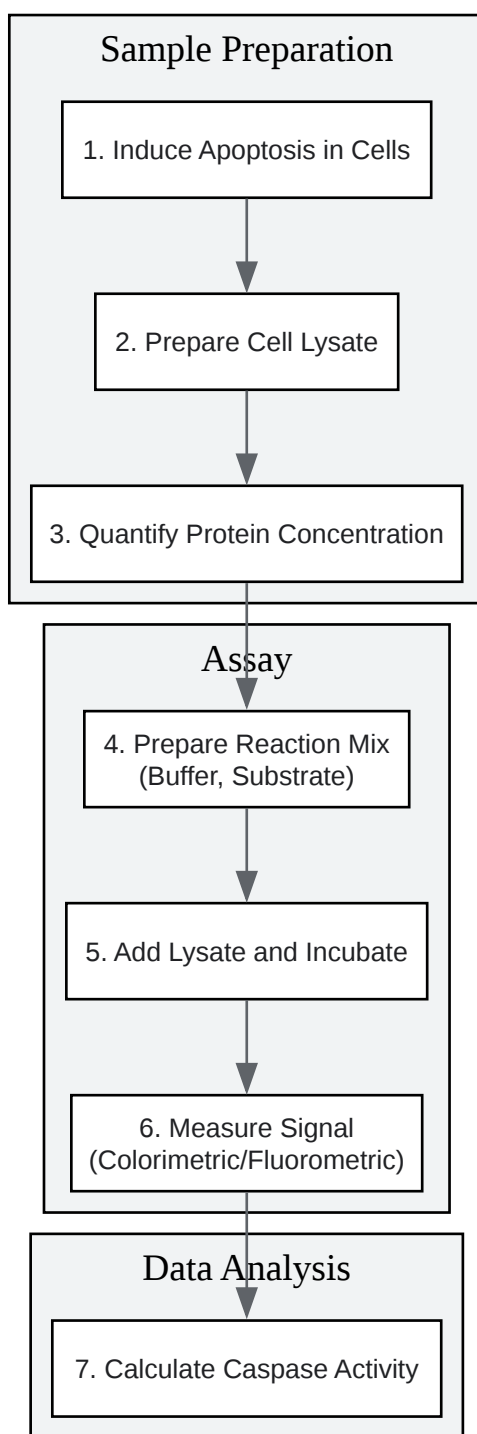 Sample Preparation
1. Induce Apoptosis in Cells
2. Prepare Cell Lysate
3. Quantify Protein Concentration
Assay
4. Prepare Reaction Mix
(Buffer, Substrate)
5. Add Lysate and Incubate
6. Measure Signal
(Colorimetric/Fluorometric)
Data Analysis
7. Calculate Caspase Activity